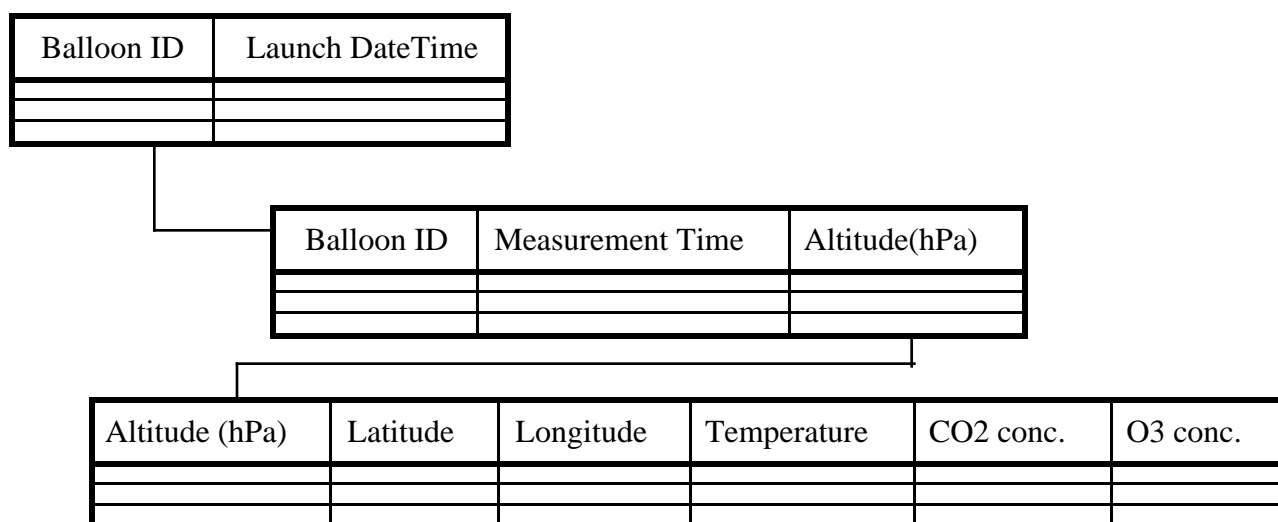 Balloon ID Launch DateTime
Balloon ID Measurement Time Altitude(hPa)
Altitude (hPa) Latitude Longitude Temperature CO2 conc. O3 conc.